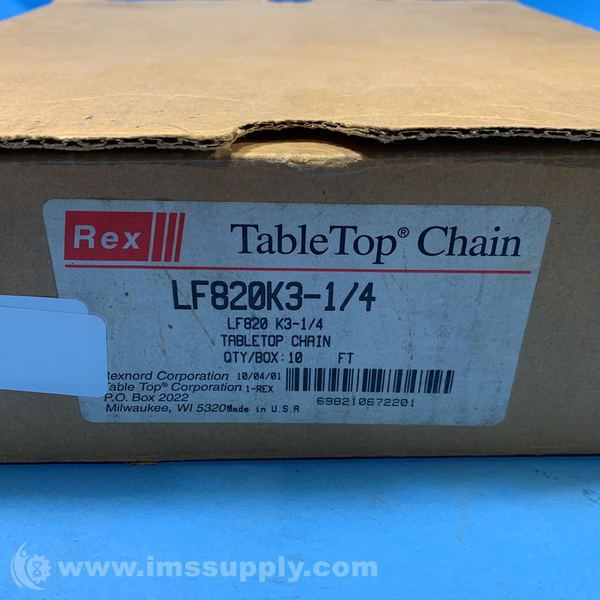 Rex
TableTop® Chain
LF820K3-1/4
LF820 K3-1/4
TABLETOP CHAIN
QTY/BOX: 10 FT
Rexnord Corporation 10/04/01
Table Top® Corporation 1-REX
P.O. Box 2022
Milwaukee, WI 5320 Made in U.S.A
698210672201
www.imssupply.com